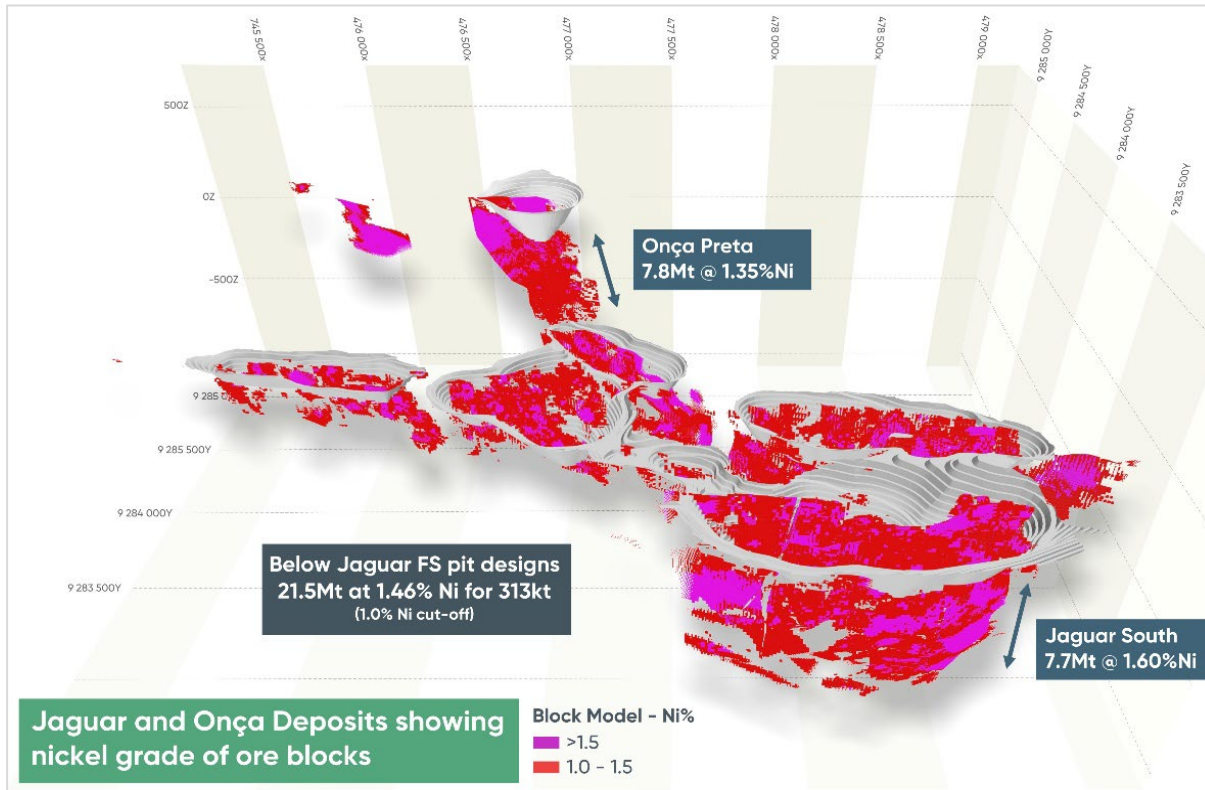 745 500x
476 000x
476 500x
477 000x
477 500x
478 000x
478 500x
479 000x
9 285 000Y
9 284 500Y
9 284 000Y
9 283 500Y
500Z
0Z
-500Z
Onça Preta
7.8Mt @ 1.35%Ni
9 285 0
9 285 500Y
9 284 000Y
9 283 500Y
Below Jaguar FS pit designs
21.5Mt at 1.46% Ni for 313kt
(1.0% Ni cut-off)
Jaguar South
7.7Mt @ 1.60%Ni
Jaguar and Onça Deposits showing
nickel grade of ore blocks
Block Model - Ni%
>1.5
1.0 - 1.5